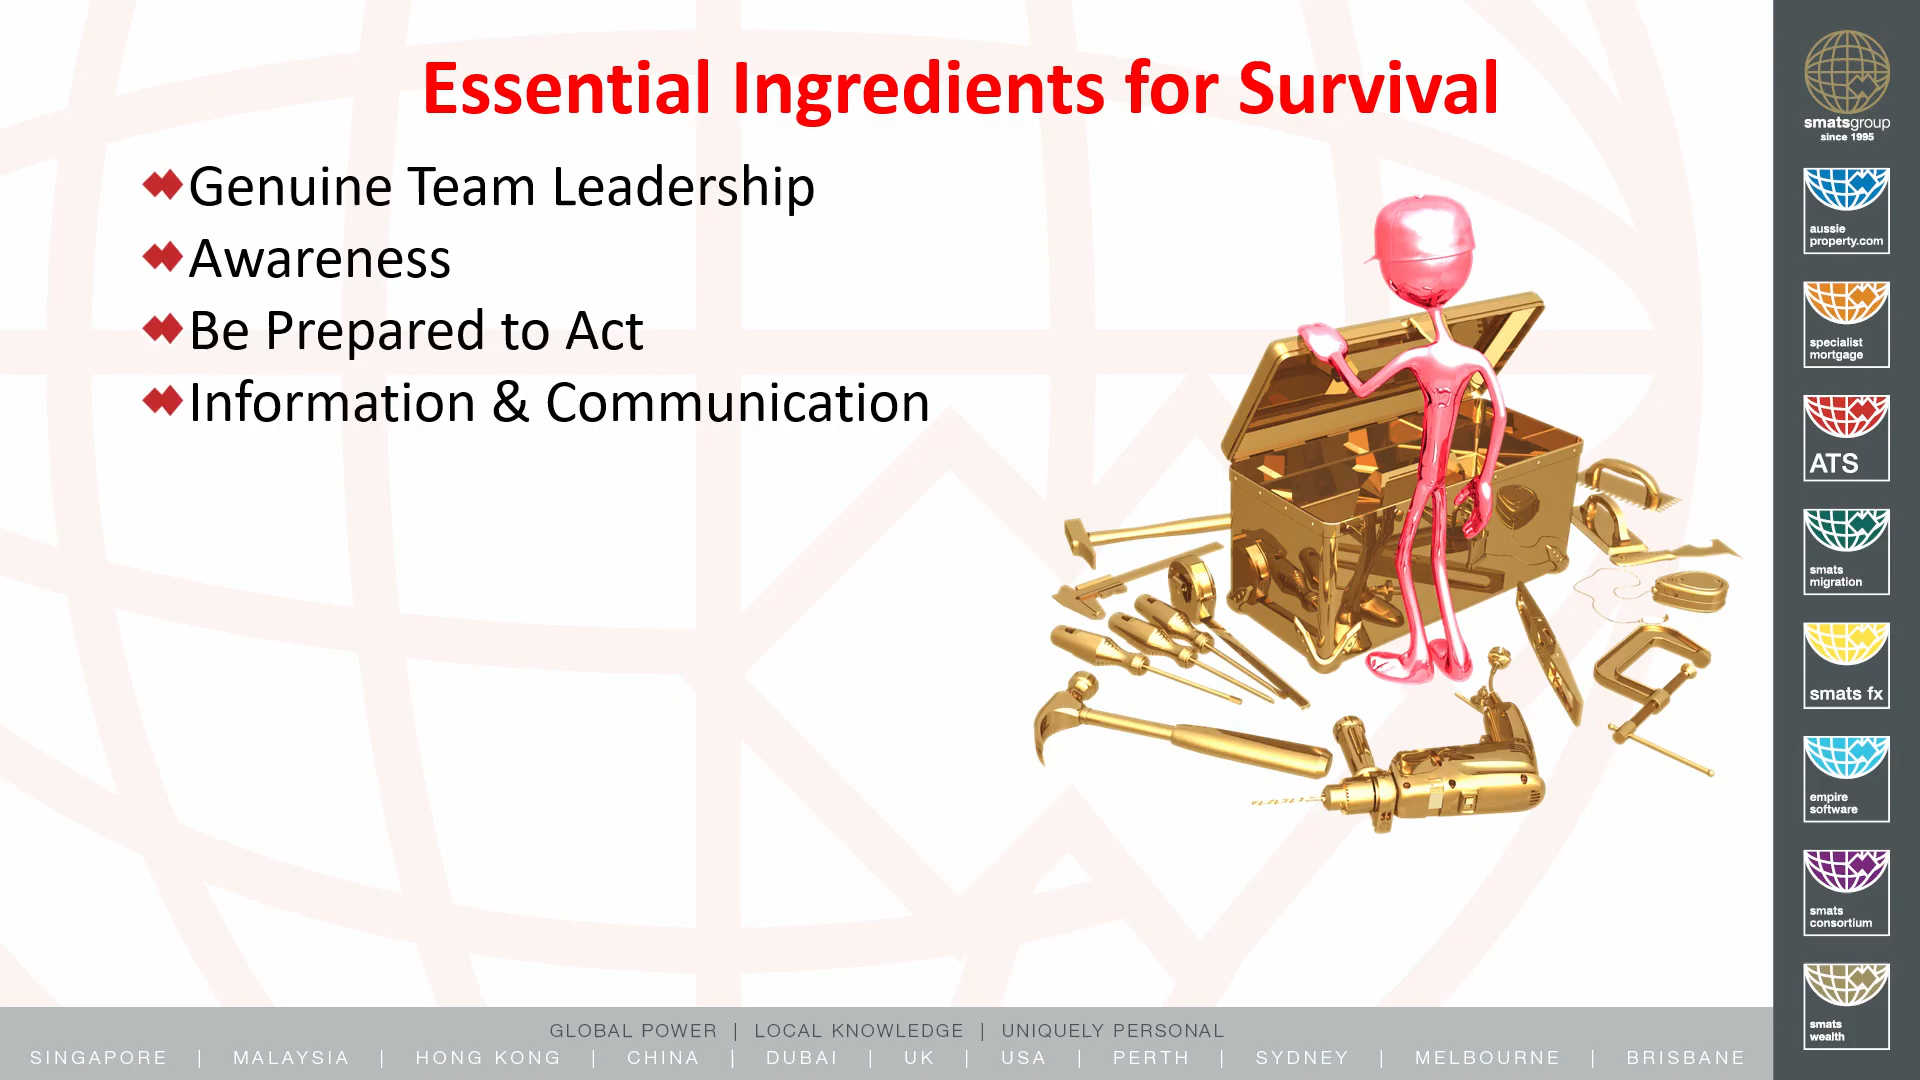 Essential Ingredients for Survival
Genuine Team Leadership
Awareness
Be Prepared to Act
Information & Communication
smatsgroup
since 1995
aussie
property.com
specialist
mortgage
ATS
smats
migration
smats fx
empire
software
smats
consortium
smats
wealth
GLOBAL POWER | LOCAL KNOWLEDGE | UNIQUELY PERSONAL
SINGAPORE | MALAYSIA | HONG KONG | CHINA | DUBAI | UK | USA | PERTH | SYDNEY | MELBOURNE | BRISBANE